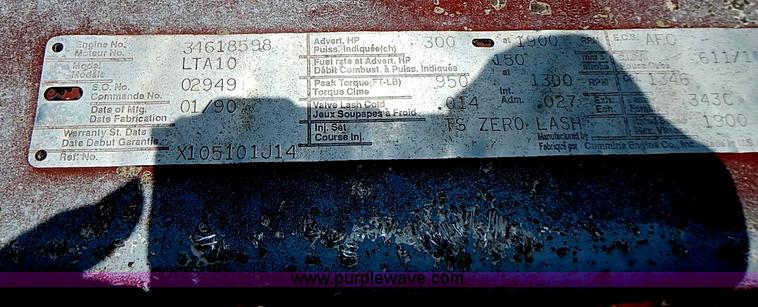 Engine No. 34618598 Advert. HP 300 at 1900 RPM E.C.S. AFC
Moteur No. Puiss. Indiquée(ch)
Model LTA10 Fuel rate at Advert. HP 150 at 611/1
Modèle Débit Combust. à Puiss. Indiquée
S.O. No. 02949 Peak Torque(FT-LB) 950 at 1300 RPM 1346
Commande No. Torque Cime
Date of Mfg. 01/90 Valve Lash Cold Int. .014 Exh. .027 343C
Date Fabrication Jeux Soupapes à Froid Adm. Ech.
Warranty St. Date Inj. Set TS ZERO LASH 1900
Date Debut Garantie Course Inj. Manufactured by
Ref. No. X105101J14 Fabriqué par Cummins Engine Co., Inc.
www.purplewave.com